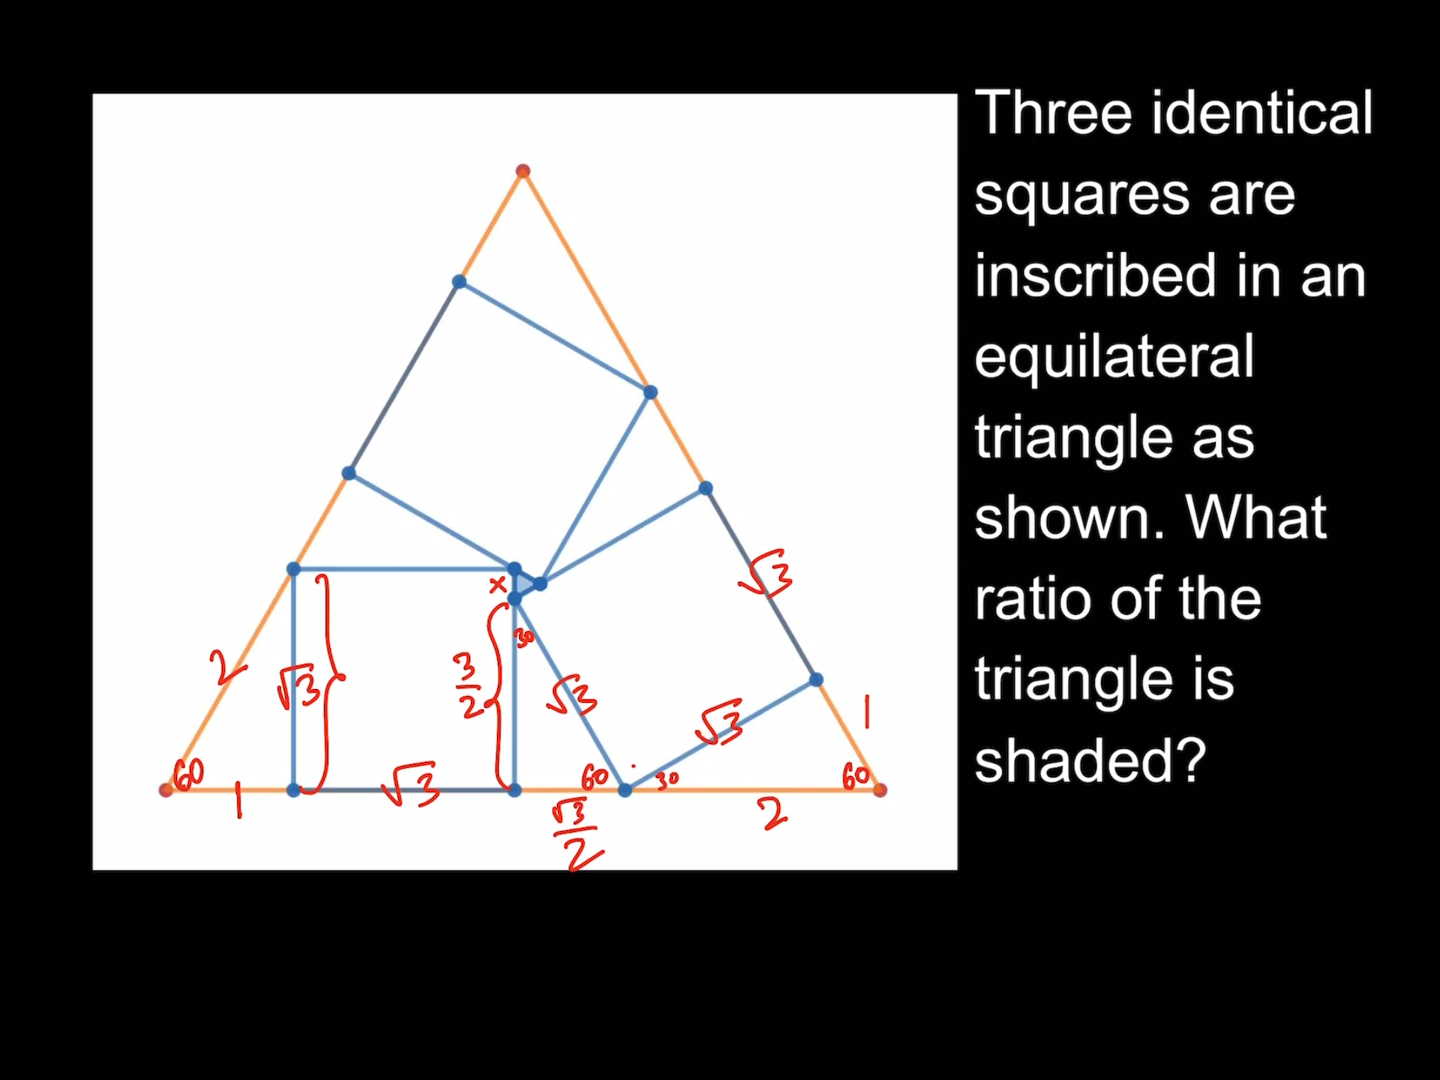 Three identical
squares are
inscribed in an
equilateral
triangle as
shown. What
ratio of the
triangle is
shaded?
x
√3
30
2
√3
3/2
√3
√3
1
60
60
30
60
1
√3
√3/2
2